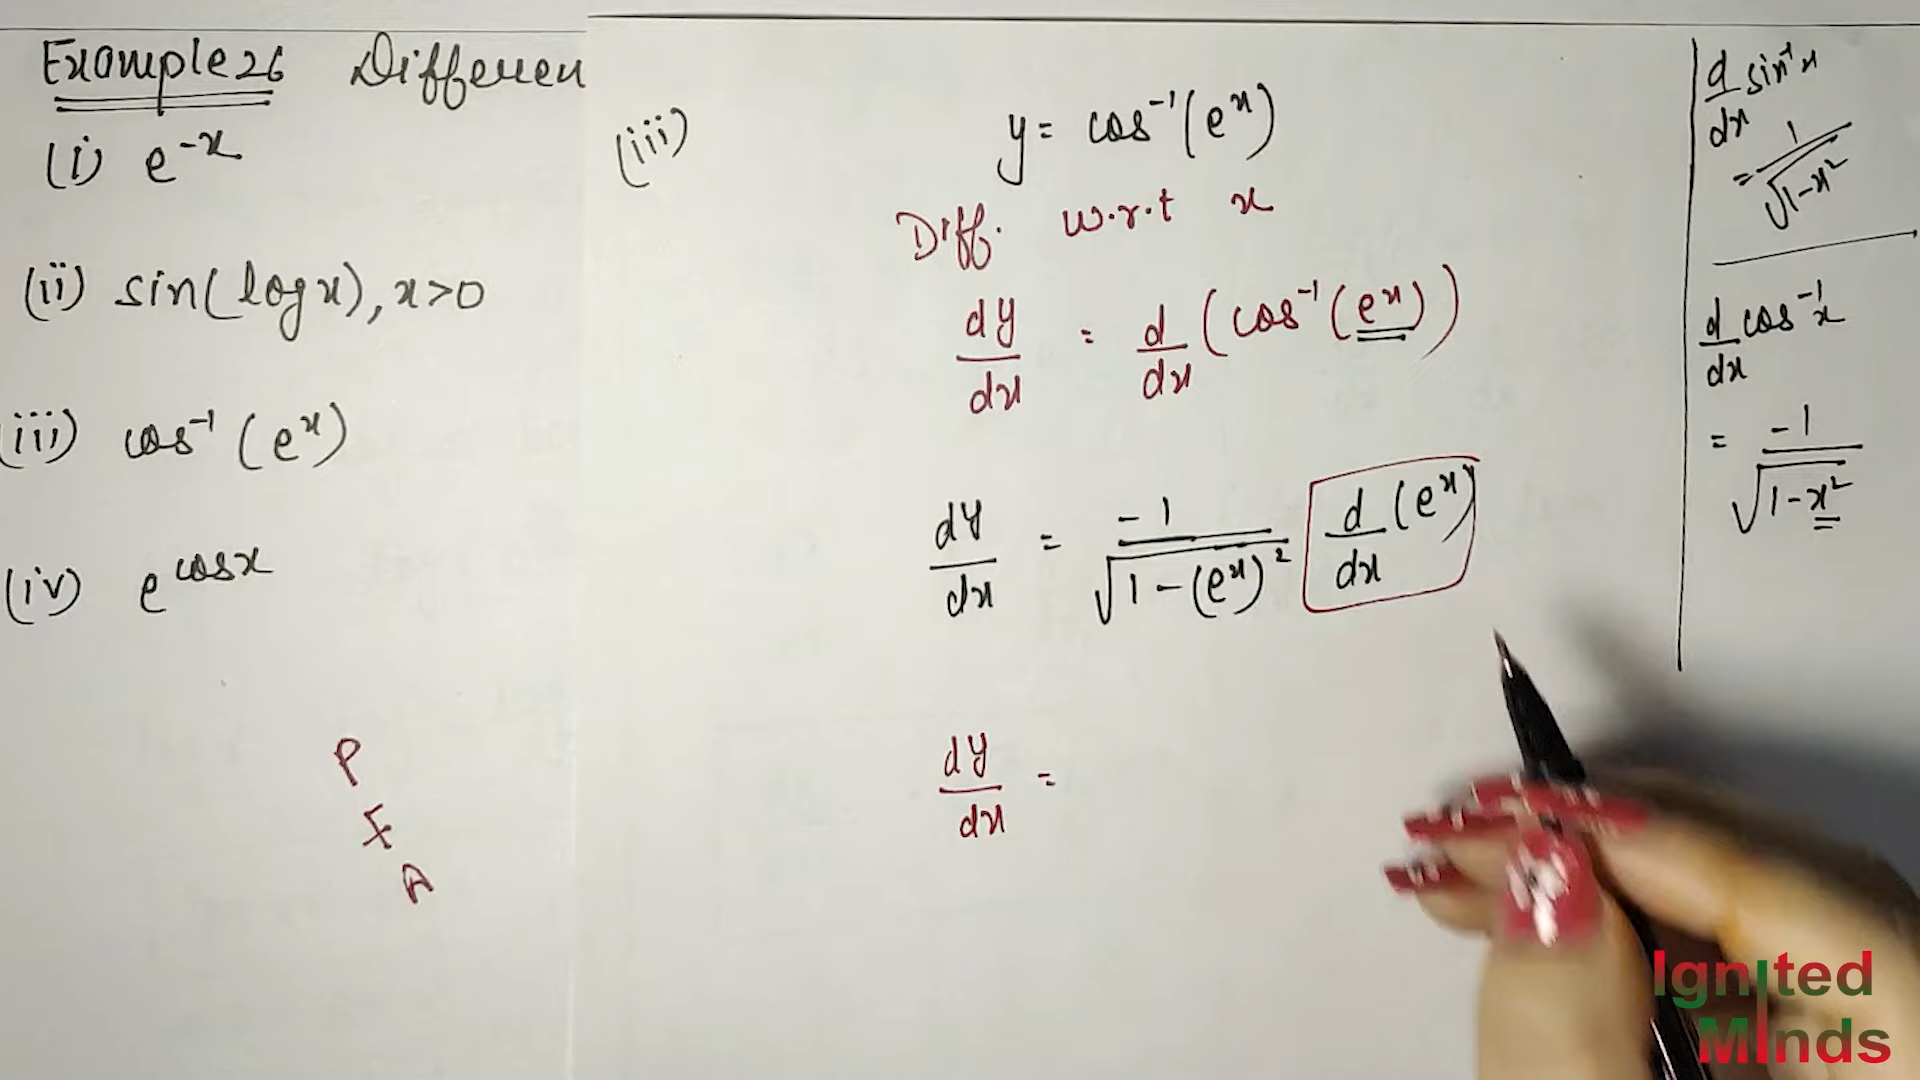 Example 26 Differen
(i) e^-x
(ii) sin(log x), x>0
(iii) cos^-1 (e^x)
(iv) e^cosx
P
I
A
(iii) y = cos^-1(e^x)
Diff. w.r.t x
dy/dx = d/dx (cos^-1(e^x))
dy/dx = -1/√1-(e^x)^2 d/dx (e^x)
dy/dx =
d/dx sin^-1 x
= 1/√1-x^2
d/dx cos^-1 x
= -1/√1-x^2
Ignited
Minds